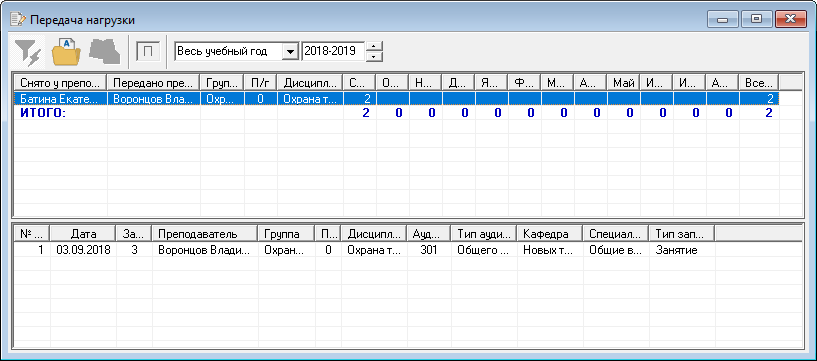 Передача нагрузки
П Весь учебный год 2018-2019
Снято у препо... Передано пре... Груп... П/г Дисципл... С... О... Н... Д... Я... Ф... М... А... Май И... И... А... Все...
Батина Екате... Воронцов Вла... Охр... 0 Охрана т... 2 2
ИТОГО: 2 0 0 0 0 0 0 0 0 0 0 0 2
№ ... Дата За... Преподаватель Группа П... Дисципл... Ауд... Тип ауди... Кафедра Специал... Тип зап...
1 03.09.2018 3 Воронцов Влади... Охран... 0 Охрана т... 301 Общего ... Новых т... Общие в... Занятие